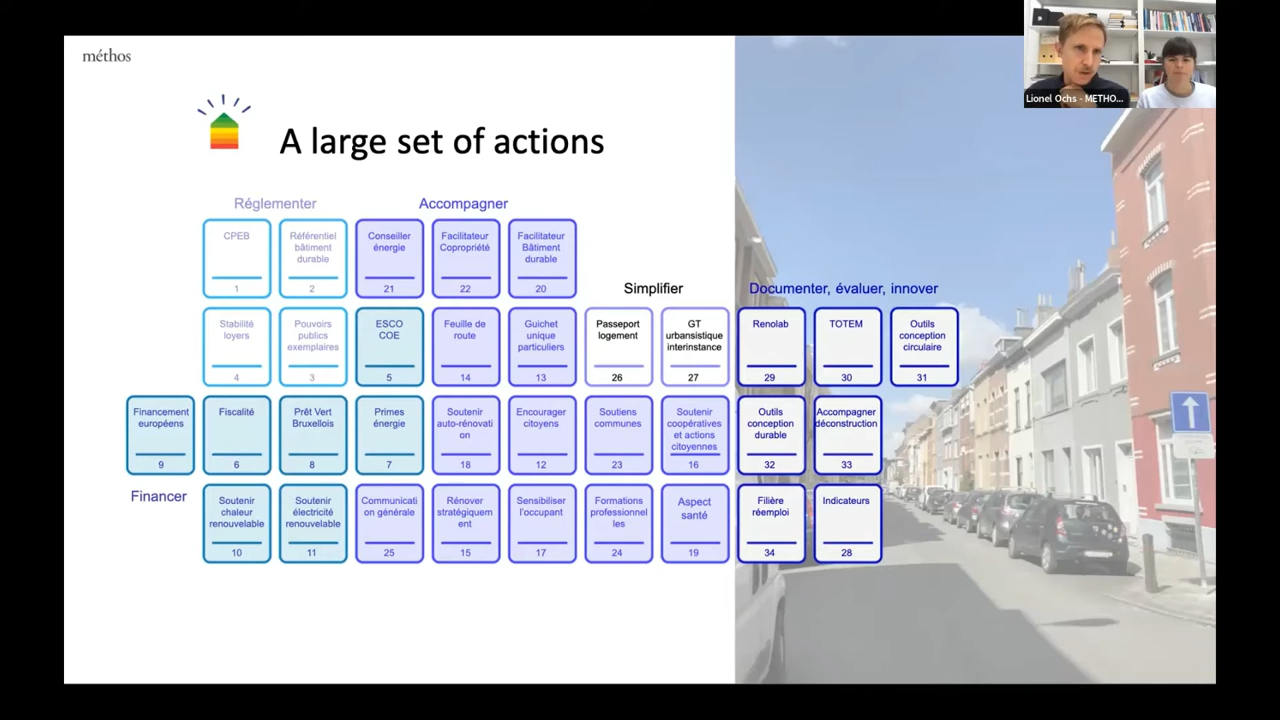 méthos
Lionel Ochs - METHO...
A large set of actions
Réglementer
Accompagner
CPEB
1
Référentiel
bâtiment
durable
2
Conseiller
énergie
21
Facilitateur
Copropriété
22
Facilitateur
Bâtiment
durable
20
Simplifier
Documenter, évaluer, innover
Stabilité
loyers
4
Pouvoirs
publics
exemplaires
3
ESCO
COE
5
Feuille de
route
14
Guichet
unique
particuliers
13
Passeport
logement
26
GT
urbansistique
interinstance
27
Renolab
29
TOTEM
30
Outils
conception
circulaire
31
Financement
européens
9
Fiscalité
6
Prêt Vert
Bruxellois
8
Primes
énergie
7
Soutenir
auto-rénovati
on
18
Encourager
citoyens
12
Soutiens
communes
23
Soutenir
coopératives
et actions
citoyennes
16
Outils
conception
durable
32
Accompagner
déconstruction
33
Financer
Soutenir
chaleur
renouvelable
10
Soutenir
électricité
renouvelable
11
Communicati
on générale
25
Rénover
stratégiquem
ent
15
Sensibiliser
l'occupant
17
Formations
professionnel
les
24
Aspect
santé
19
Filière
réemploi
34
Indicateurs
28